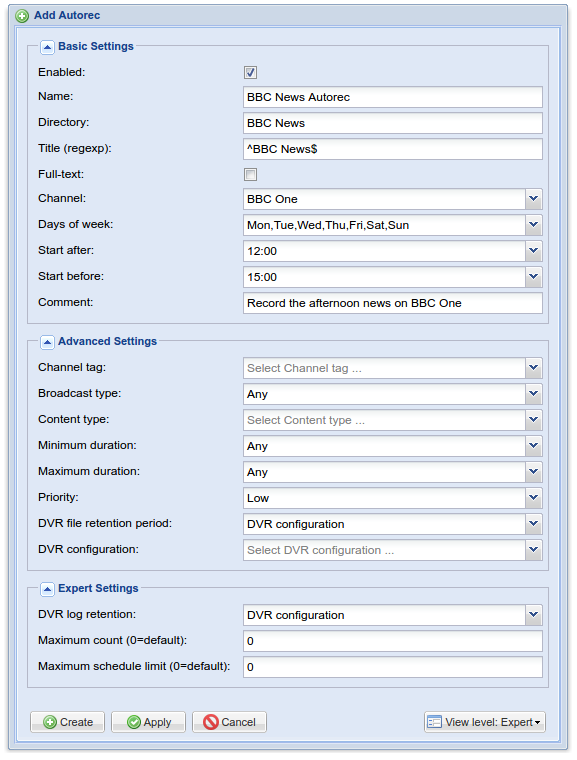 Add Autorec
Basic Settings
Enabled:
Name: BBC News Autorec
Directory: BBC News
Title (regexp): ^BBC News$
Full-text:
Channel: BBC One
Days of week: Mon,Tue,Wed,Thu,Fri,Sat,Sun
Start after: 12:00
Start before: 15:00
Comment: Record the afternoon news on BBC One
Advanced Settings
Channel tag: Select Channel tag ...
Broadcast type: Any
Content type: Select Content type ...
Minimum duration: Any
Maximum duration: Any
Priority: Low
DVR file retention period: DVR configuration
DVR configuration: Select DVR configuration ...
Expert Settings
DVR log retention: DVR configuration
Maximum count (0=default): 0
Maximum schedule limit (0=default): 0
Create Apply Cancel View level: Expert